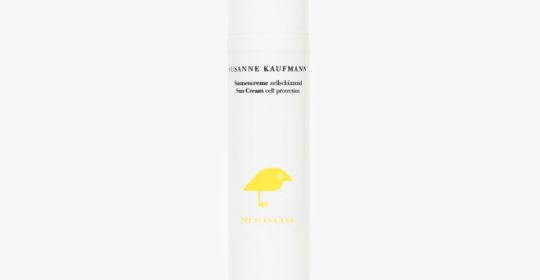 SUSANNE KAUFMANN
Sonnencreme zellschützend
Sun Cream cell protection